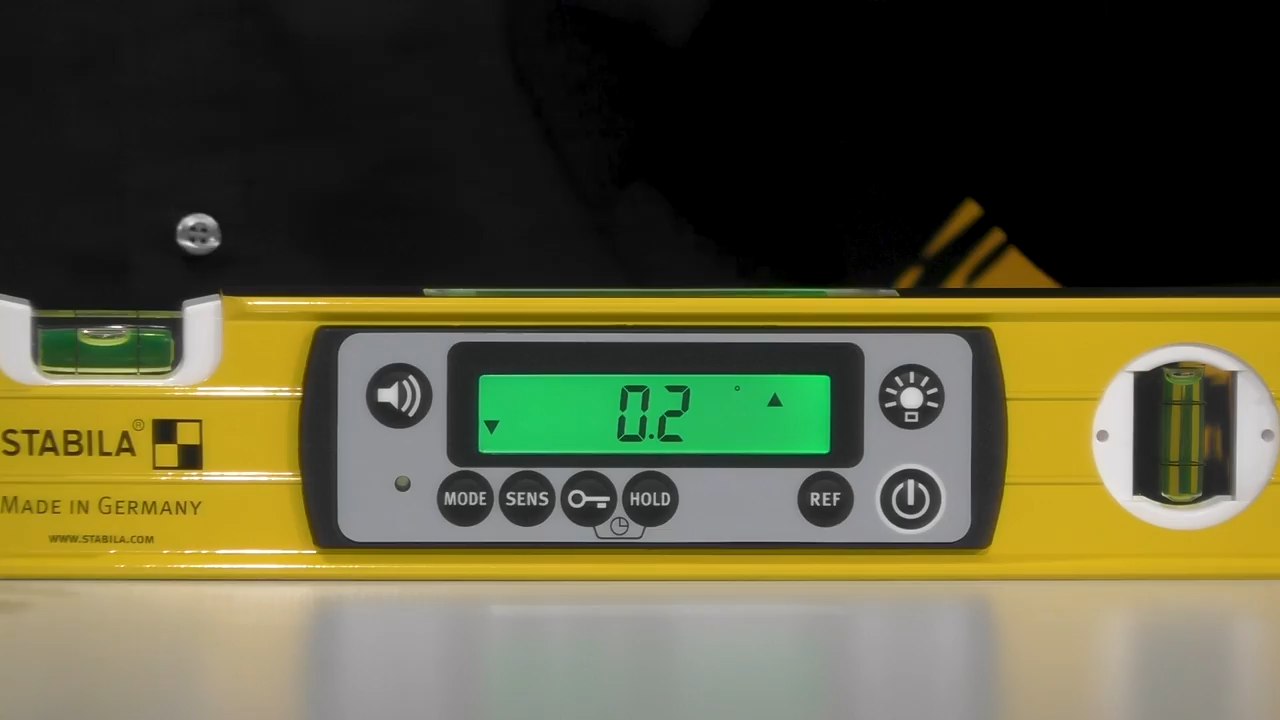 STABILA®
MADE IN GERMANY
WWW.STABILA.COM
0.2°
MODE
SENS
HOLD
REF